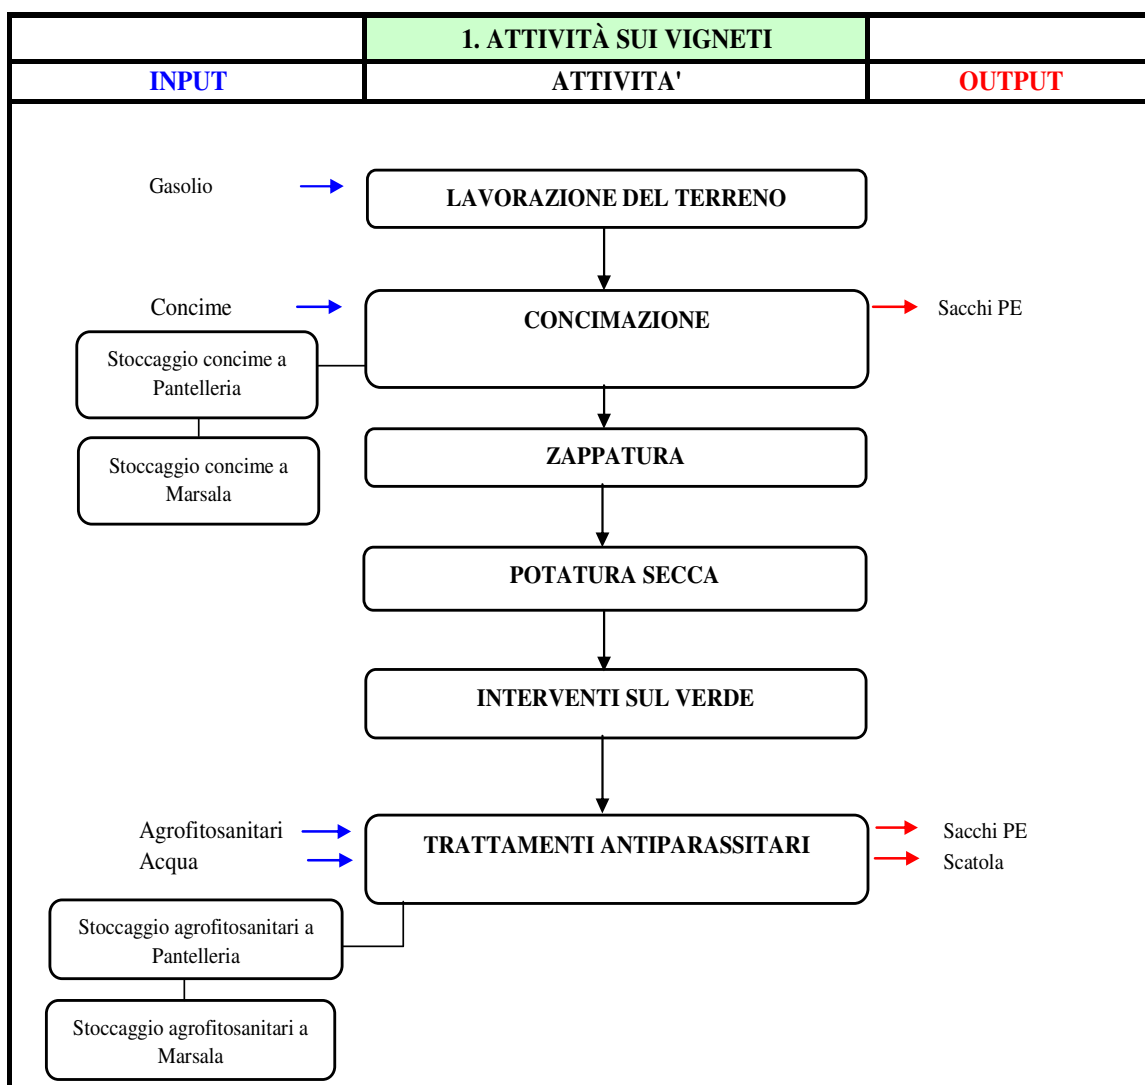 1. ATTIVITÀ SUI VIGNETI
INPUT
ATTIVITA'
OUTPUT
Gasolio
LAVORAZIONE DEL TERRENO
Concime
CONCIMAZIONE
Sacchi PE
Stoccaggio concime a
Pantelleria
ZAPPATURA
Stoccaggio concime a
Marsala
POTATURA SECCA
INTERVENTI SUL VERDE
Agrofitosanitari
Acqua
TRATTAMENTI ANTIPARASSITARI
Sacchi PE
Scatola
Stoccaggio agrofitosanitari a
Pantelleria
Stoccaggio agrofitosanitari a
Marsala